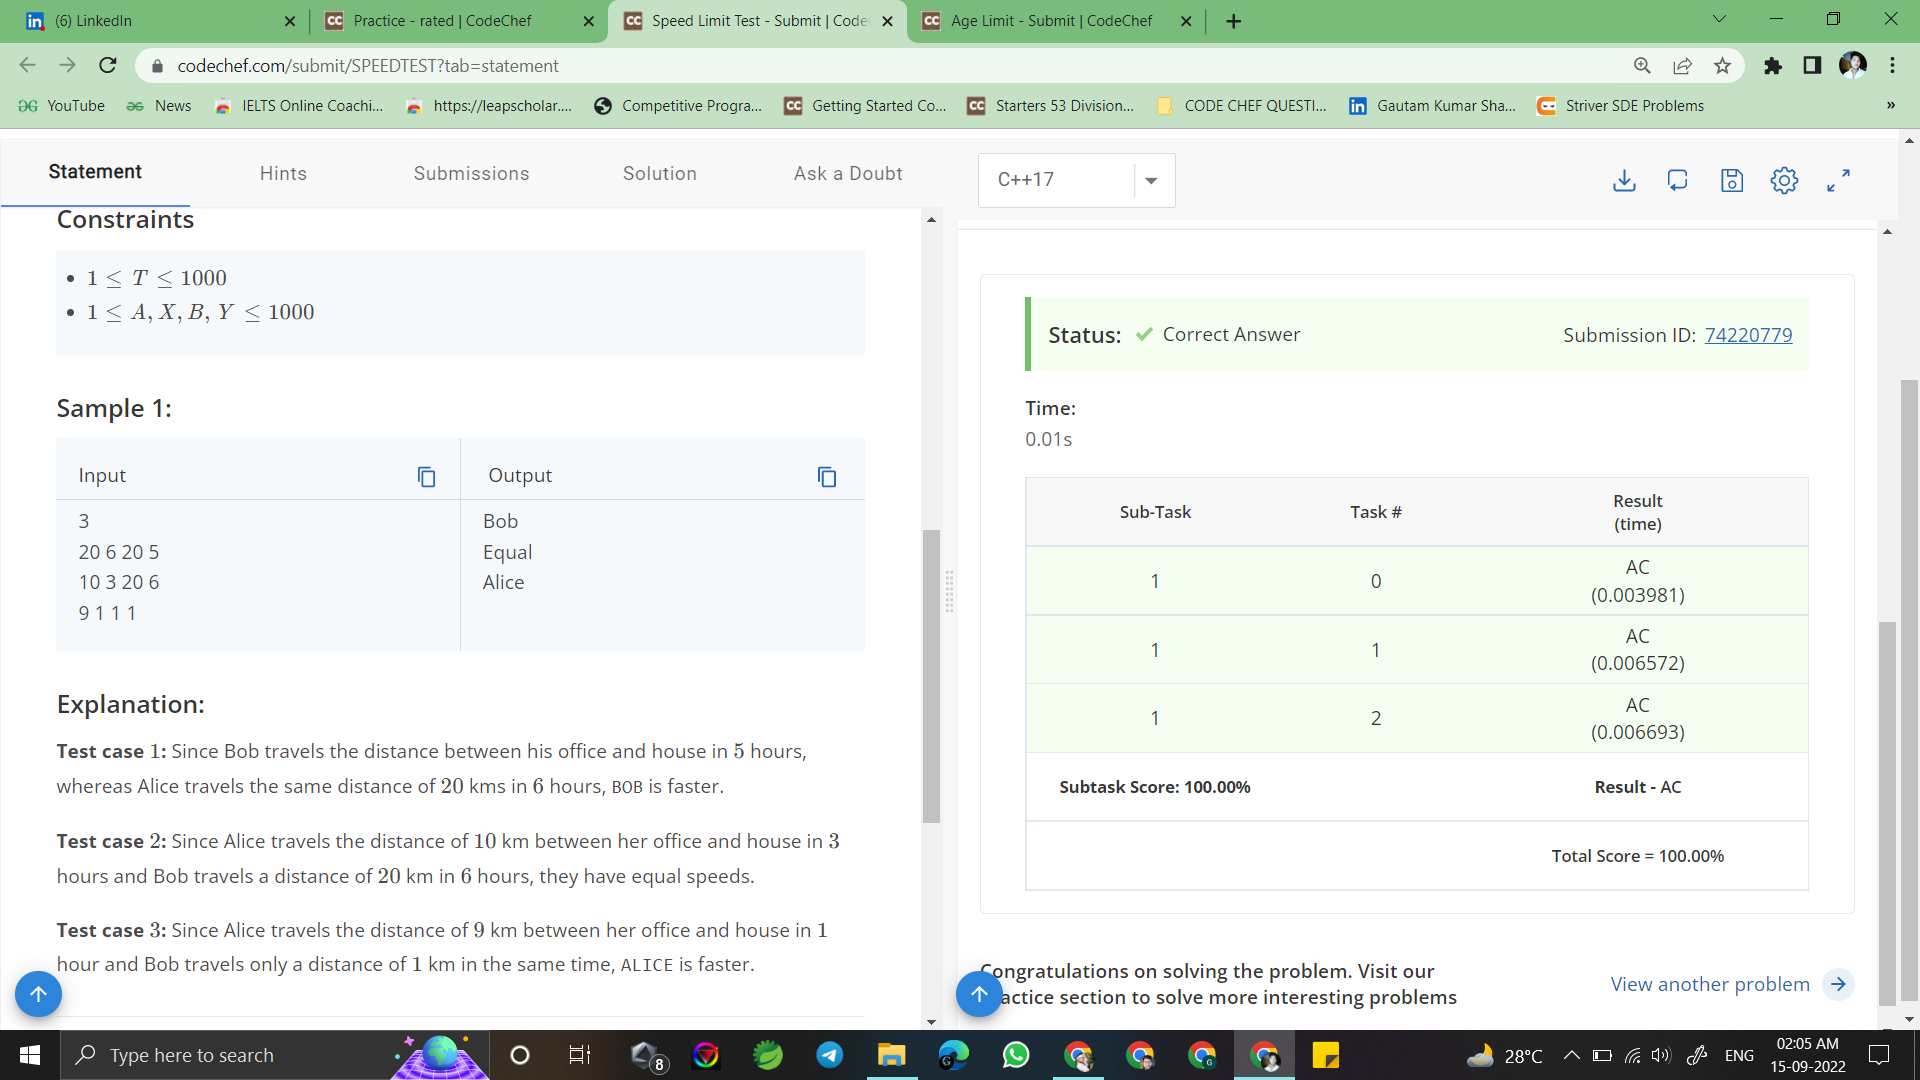 (6) LinkedIn
Practice - rated | CodeChef
Speed Limit Test - Submit | Code
Age Limit - Submit | CodeChef
codechef.com/submit/SPEEDTEST?tab=statement
YouTube
News
IELTS Online Coachi...
https://leapscholar....
Competitive Progra...
CC Getting Started Co...
CC Starters 53 Division...
CODE CHEF QUESTI...
in Gautam Kumar Sha...
Striver SDE Problems
»
Statement
Hints
Submissions
Solution
Ask a Doubt
C++17
Constraints
• 1 ≤ T ≤ 1000
• 1 ≤ A, X, B, Y ≤ 1000
Sample 1:
Input
Output
3
20 6 20 5
10 3 20 6
9 1 1 1
Bob
Equal
Alice
Explanation:
Test case 1: Since Bob travels the distance between his office and house in 5 hours,
whereas Alice travels the same distance of 20 kms in 6 hours, BOB is faster.
Test case 2: Since Alice travels the distance of 10 km between her office and house in 3
hours and Bob travels a distance of 20 km in 6 hours, they have equal speeds.
Test case 3: Since Alice travels the distance of 9 km between her office and house in 1
hour and Bob travels only a distance of 1 km in the same time, ALICE is faster.
Status: ✓ Correct Answer
Submission ID: 74220779
Time:
0.01s
Sub-Task
Task #
Result
(time)
1
0
AC
(0.003981)
1
1
AC
(0.006572)
1
2
AC
(0.006693)
Subtask Score: 100.00%
Result - AC
Total Score = 100.00%
Congratulations on solving the problem. Visit our
actice section to solve more interesting problems
View another problem
Type here to search
8
28°C
ENG
02:05 AM
15-09-2022